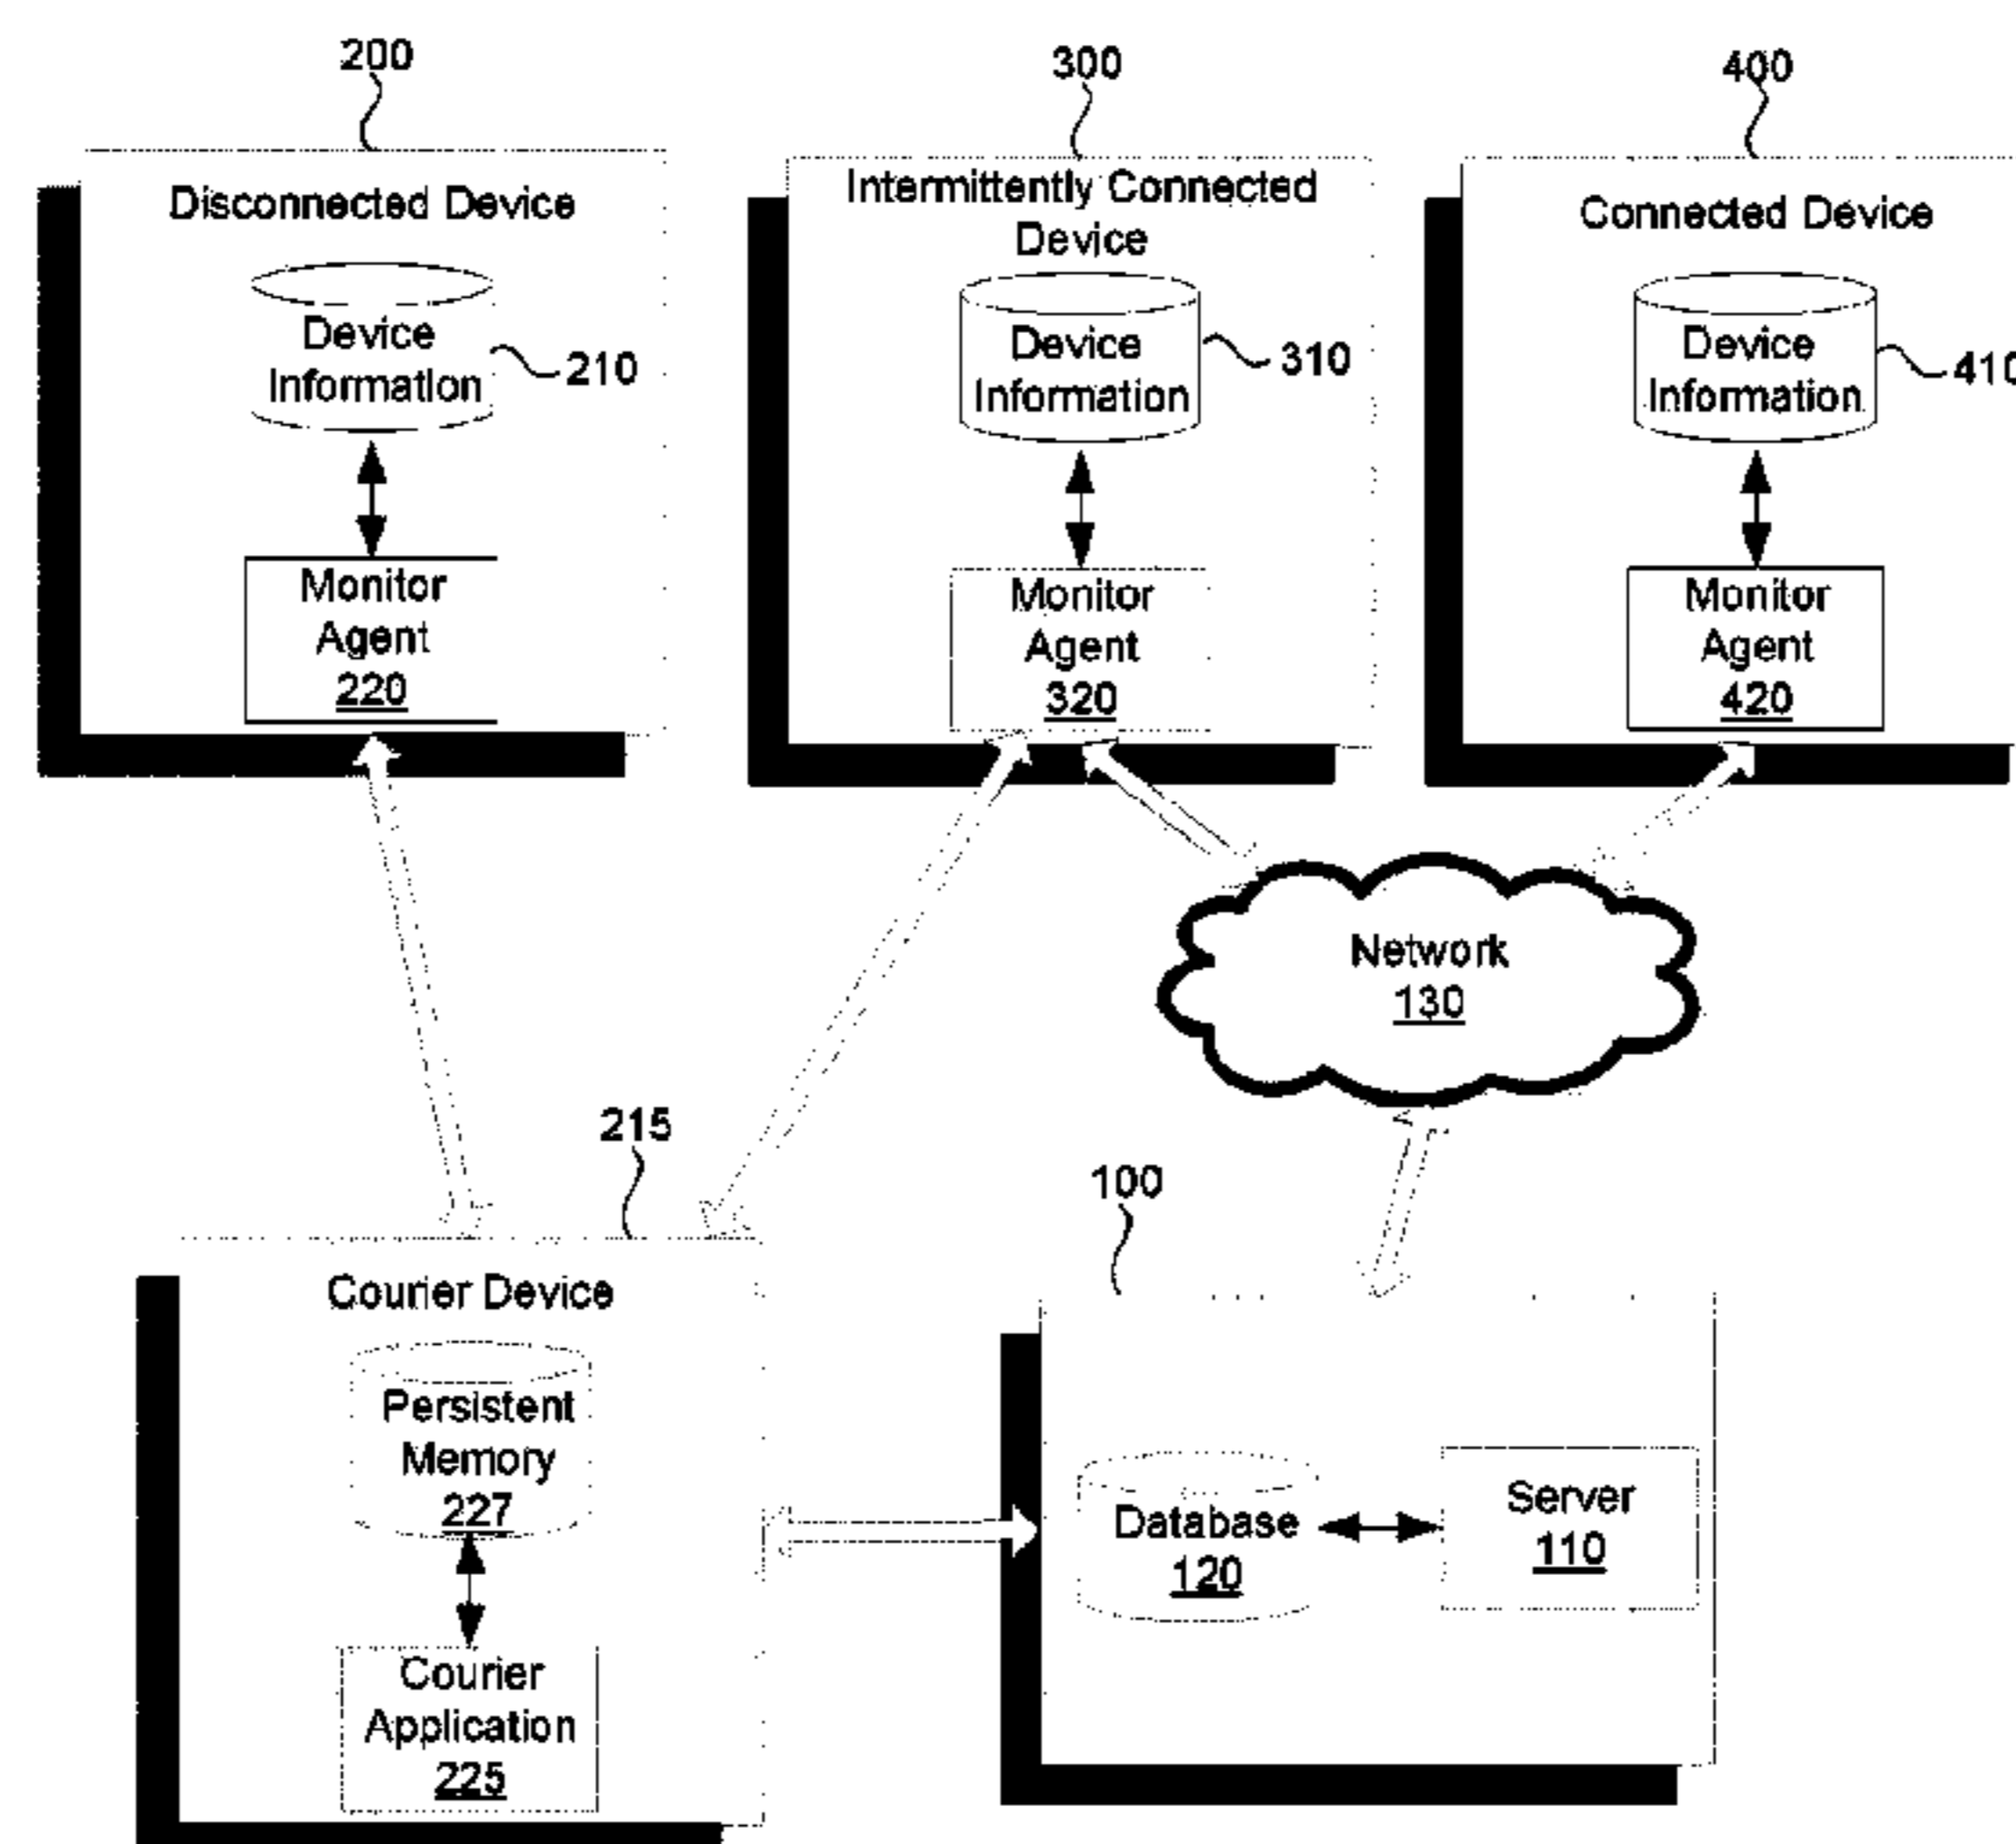 200
300
400
Disconnected Device
Intermittently Connected
Device
Connected Device
Device
Information
210
Device
Information
310
Device
Information
410
Monitor
Agent
220
Monitor
Agent
320
Monitor
Agent
420
Network
130
215
100
Courier Device
Persistent
Memory
227
Courier
Application
225
Database
120
Server
110